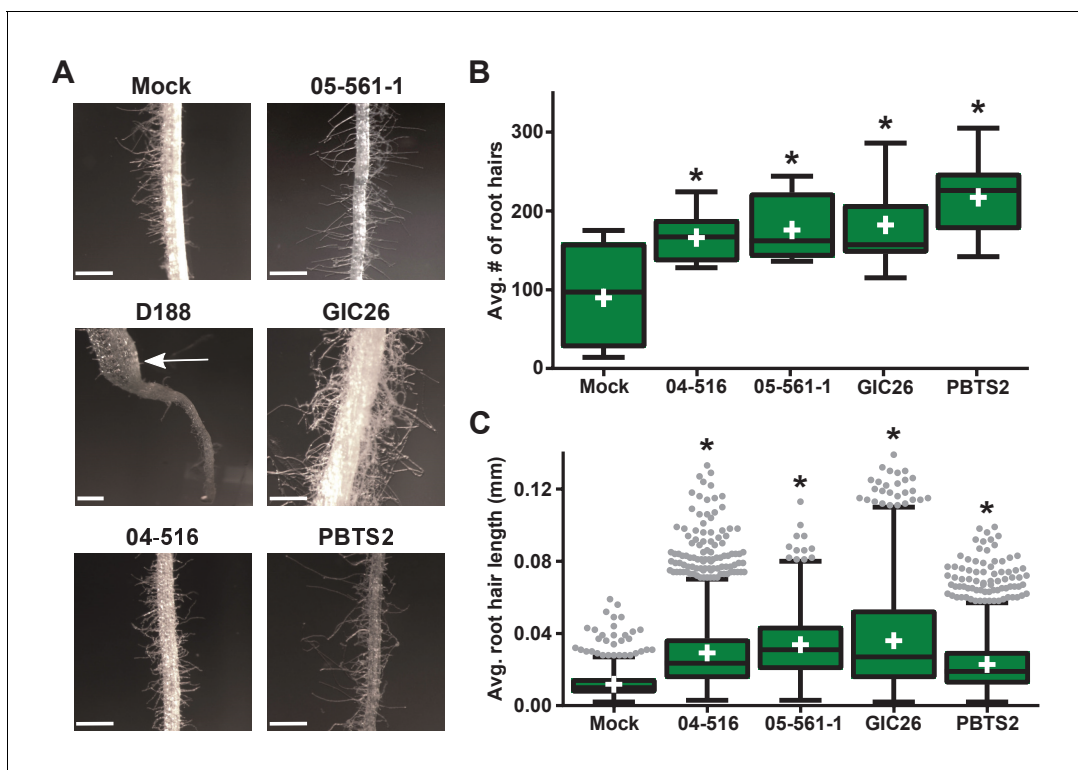 A
Mock
05-561-1
D188
GIC26
04-516
PBTS2
B
Avg. # of root hairs
300
200
100
0
* * * *
Mock 04-516 05-561-1 GIC26 PBTS2
C
Avg. root hair length (mm)
0.12
0.08
0.04
0.00
* * * *
Mock 04-516 05-561-1 GIC26 PBTS2